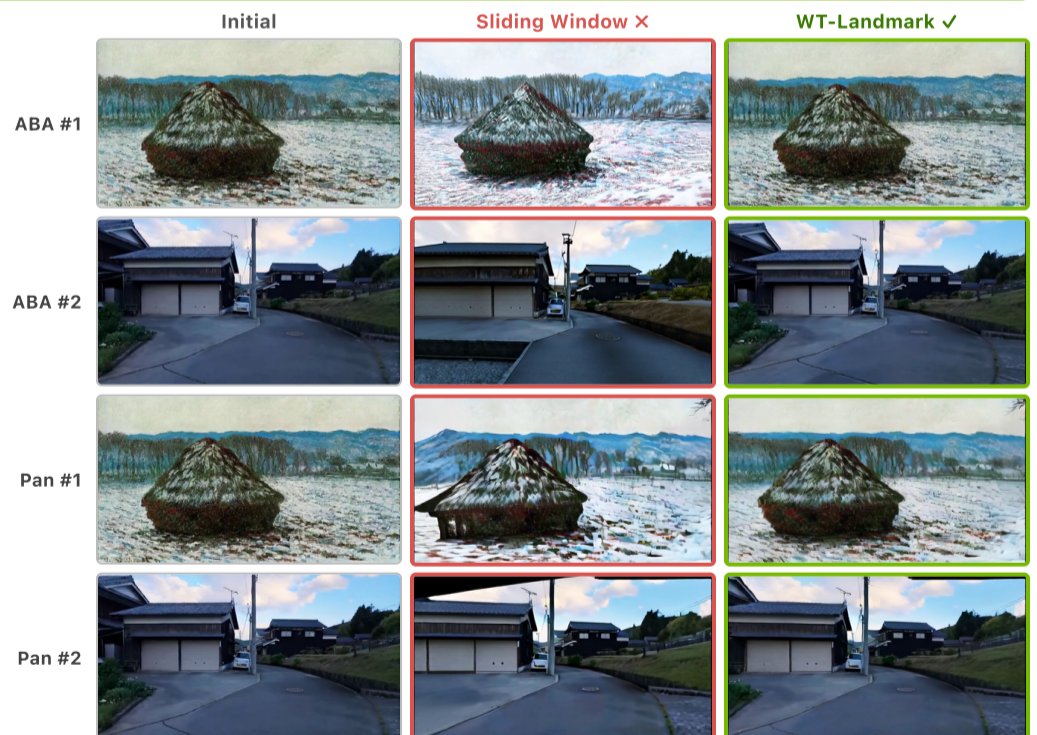 Initial
Sliding Window ✕
WT-Landmark ✓
ABA #1
ABA #2
Pan #1
Pan #2